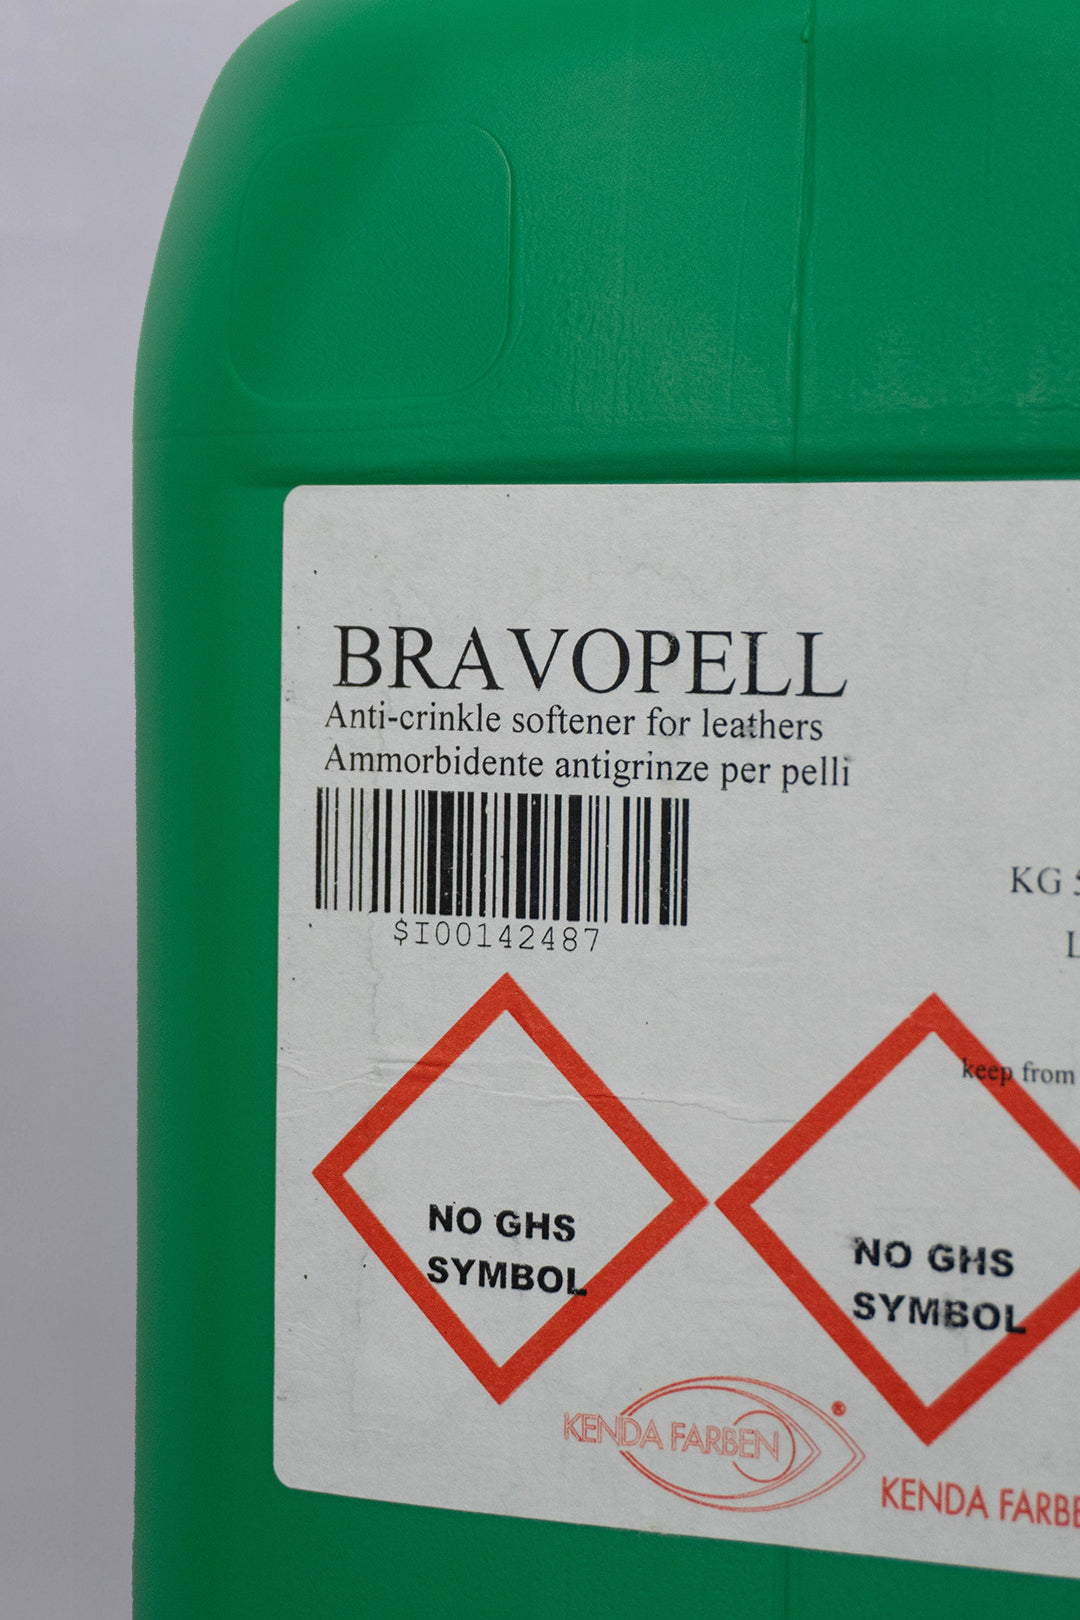 BRAVOPELL
Anti-crinkle softener for leathers
Ammorbidente antigrinze per pelli
$I00142487
KG
keep from
NO GHS
SYMBOL
NO GHS
SYMBOL
KENDA FARBEN
®
KENDA